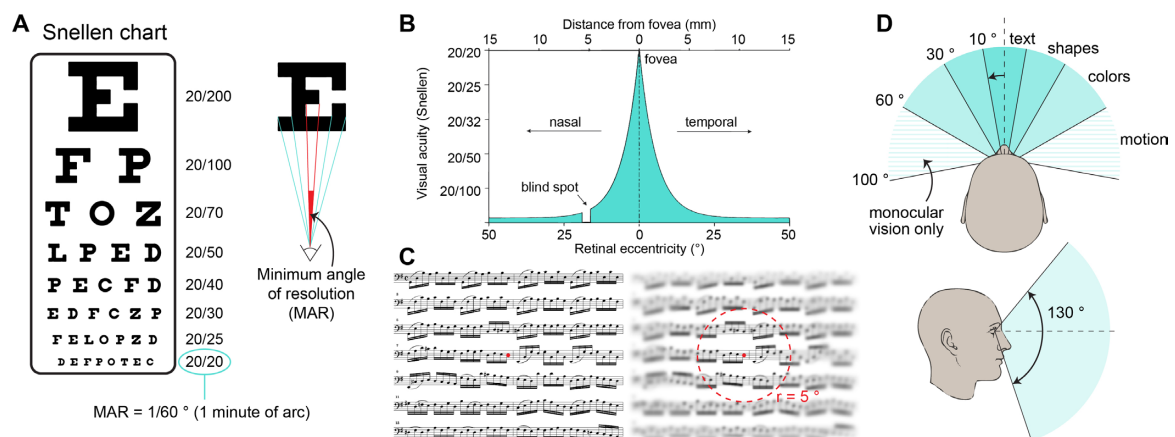 A
Snellen chart
E
20/200
F P
20/100
T O Z
20/70
L P E D
20/50
P E C F D
20/40
E D F C Z P
20/30
F E L O P Z D
20/25
D E F P O T E C
20/20
MAR = 1/60 ° (1 minute of arc)
E
Minimum angle
of resolution
(MAR)
B
Distance from fovea (mm)
15 10 5 0 5 10 15
Visual acuity (Snellen)
20/20
20/25
20/32
20/50
20/100
fovea
nasal
temporal
blind spot
50 25 0 25 50
Retinal eccentricity (°)
C
r = 5 °
D
10 ° text
30 ° shapes
60 ° colors
motion
100 °
monocular
vision only
130 °